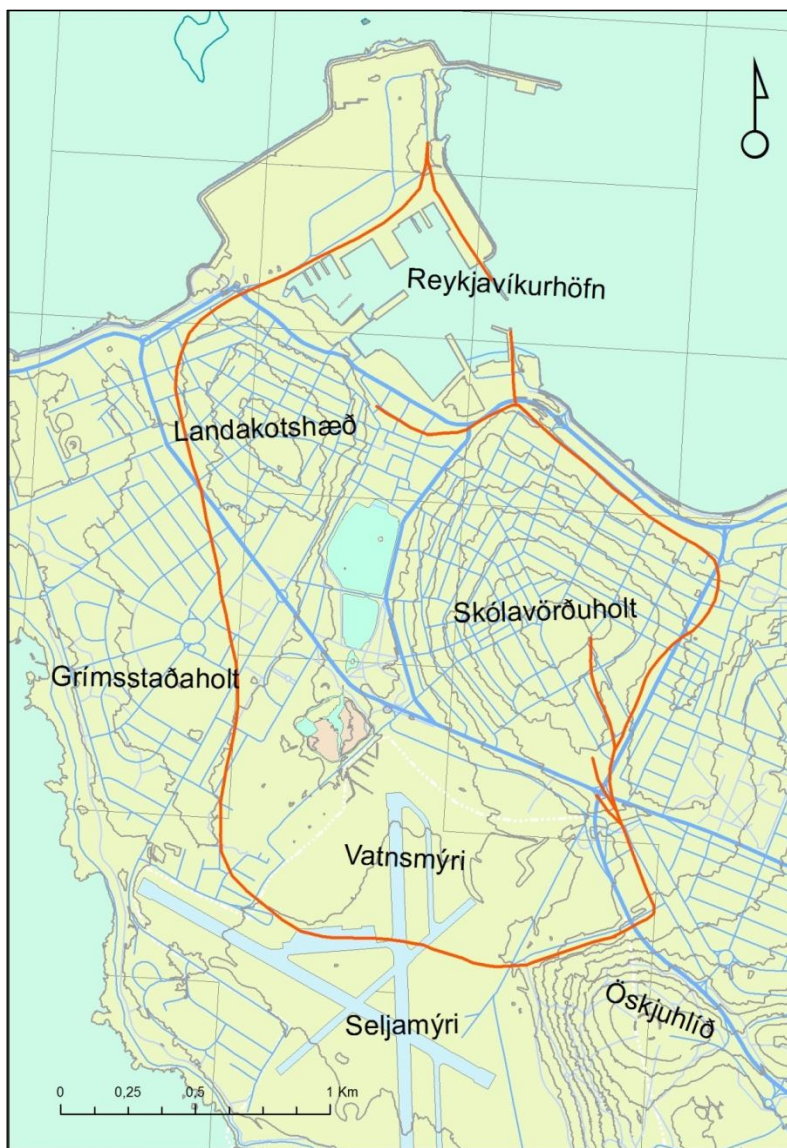 Reykjavíkurhöfn
Landakotshæð
Skólavörðuholt
Grímsstaðaholt
Vatnsmýri
Öskjuhlíð
Seljamýri
0 0,25 0,5 1 Km